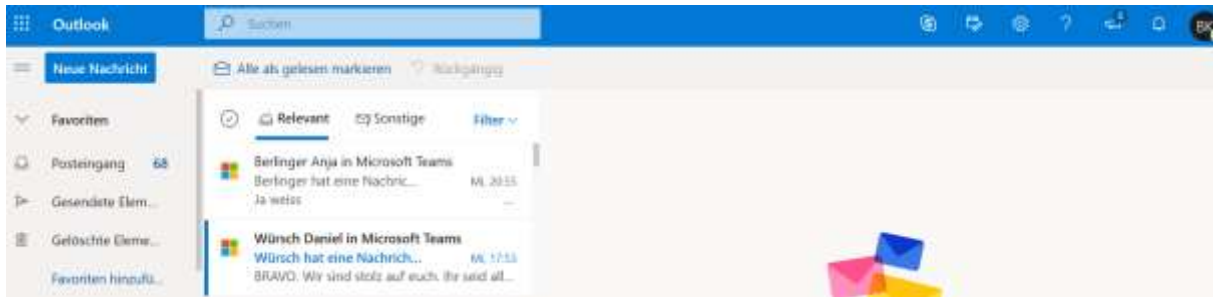 Outlook
Suchen
BK
Neue Nachricht
Alle als gelesen markieren
Rückgängig
Favoriten
Relevant
Sonstige
Filter
Posteingang 68
Berlinger Anja in Microsoft Teams
Berlinger hat eine Nachric... Mi. 20:55
Ja weiss
...
Gesendete Elem...
Gelöschte Eleme...
Würsch Daniel in Microsoft Teams
Würsch hat eine Nachrich... Mi. 17:53
BRAVO. Wir sind stolz auf euch. Ihr seid all...
Favoriten hinzufü...